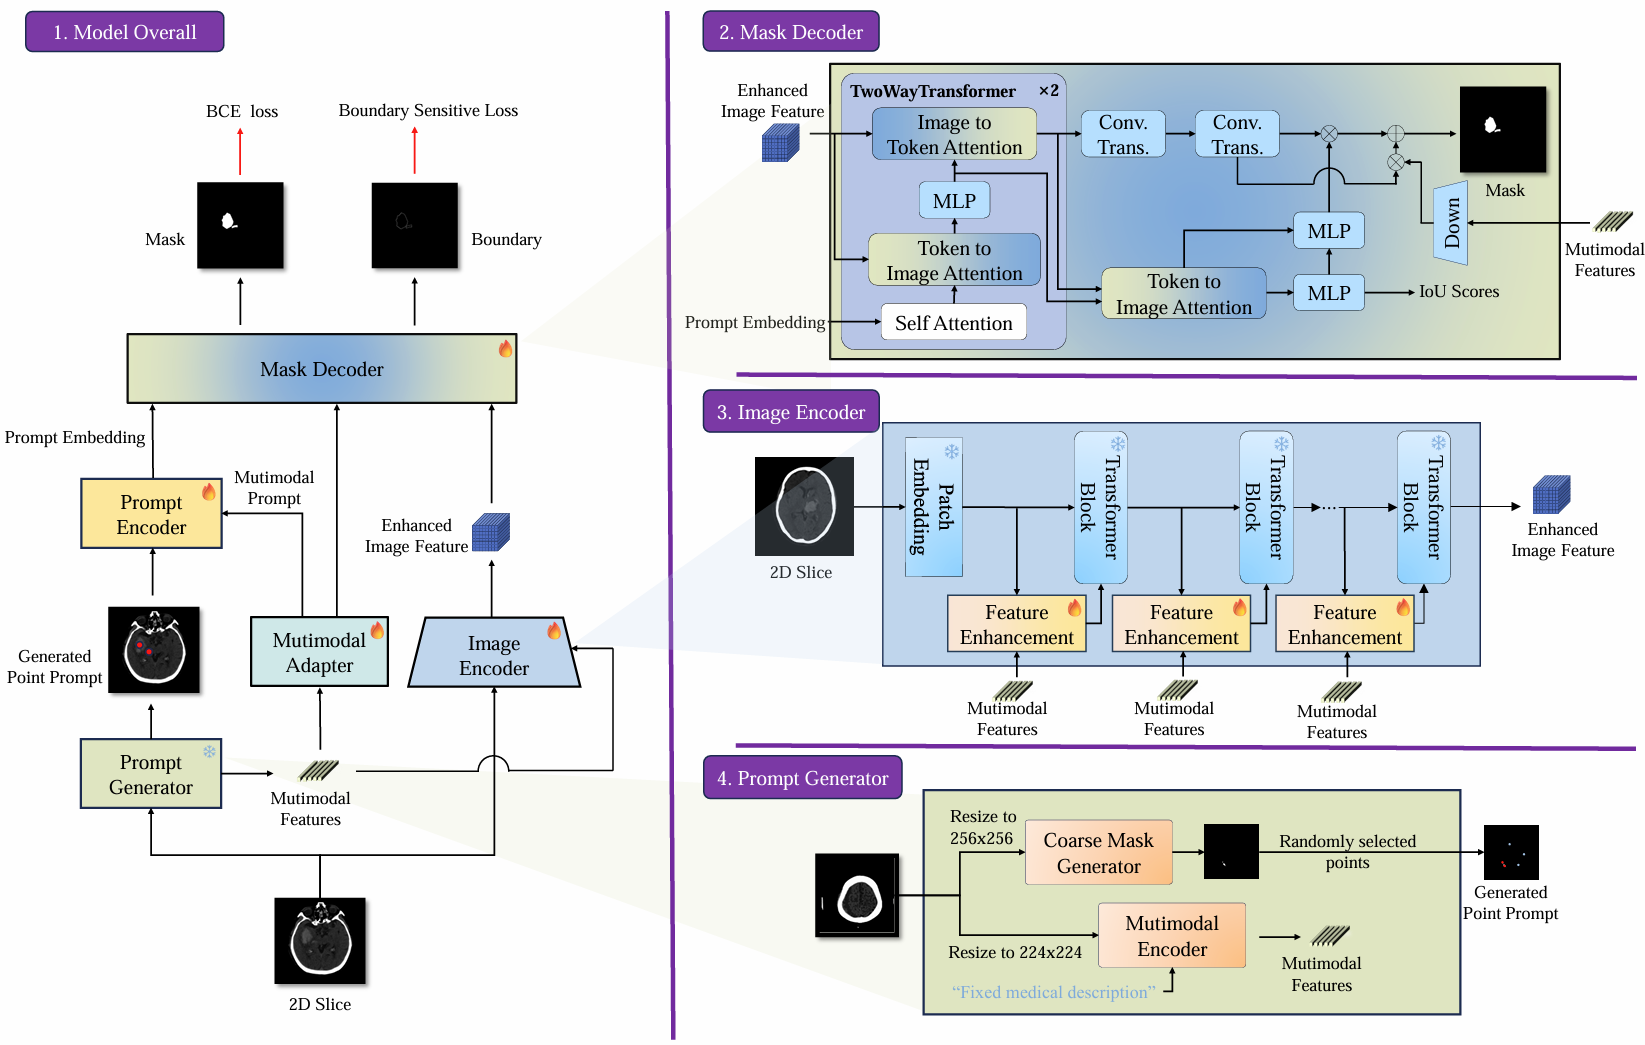 1. Model Overall
BCE loss
Boundary Sensitive Loss
Mask
Boundary
Mask Decoder
Prompt Embedding
Prompt
Encoder
Mutimodal
Prompt
Enhanced
Image Feature
Generated
Point Prompt
Mutimodal
Adapter
Image
Encoder
Prompt
Generator
Mutimodal
Features
2D Slice
2. Mask Decoder
Enhanced
Image Feature
TwoWayTransformer ×2
Image to
Token Attention
MLP
Token to
Image Attention
Self Attention
Prompt Embedding
Conv.
Trans.
Conv.
Trans.
MLP
Token to
Image Attention
MLP
IoU Scores
Down
Mask
Mutimodal
Features
3. Image Encoder
2D Slice
Patch
Embedding
Transformer
Block
Transformer
Block
...
Transformer
Block
Feature
Enhancement
Feature
Enhancement
Feature
Enhancement
Mutimodal
Features
Mutimodal
Features
Mutimodal
Features
Enhanced
Image Feature
4. Prompt Generator
Resize to
256x256
Coarse Mask
Generator
Randomly selected
points
Generated
Point Prompt
Resize to 224x224
Mutimodal
Encoder
Mutimodal
Features
“Fixed medical description”